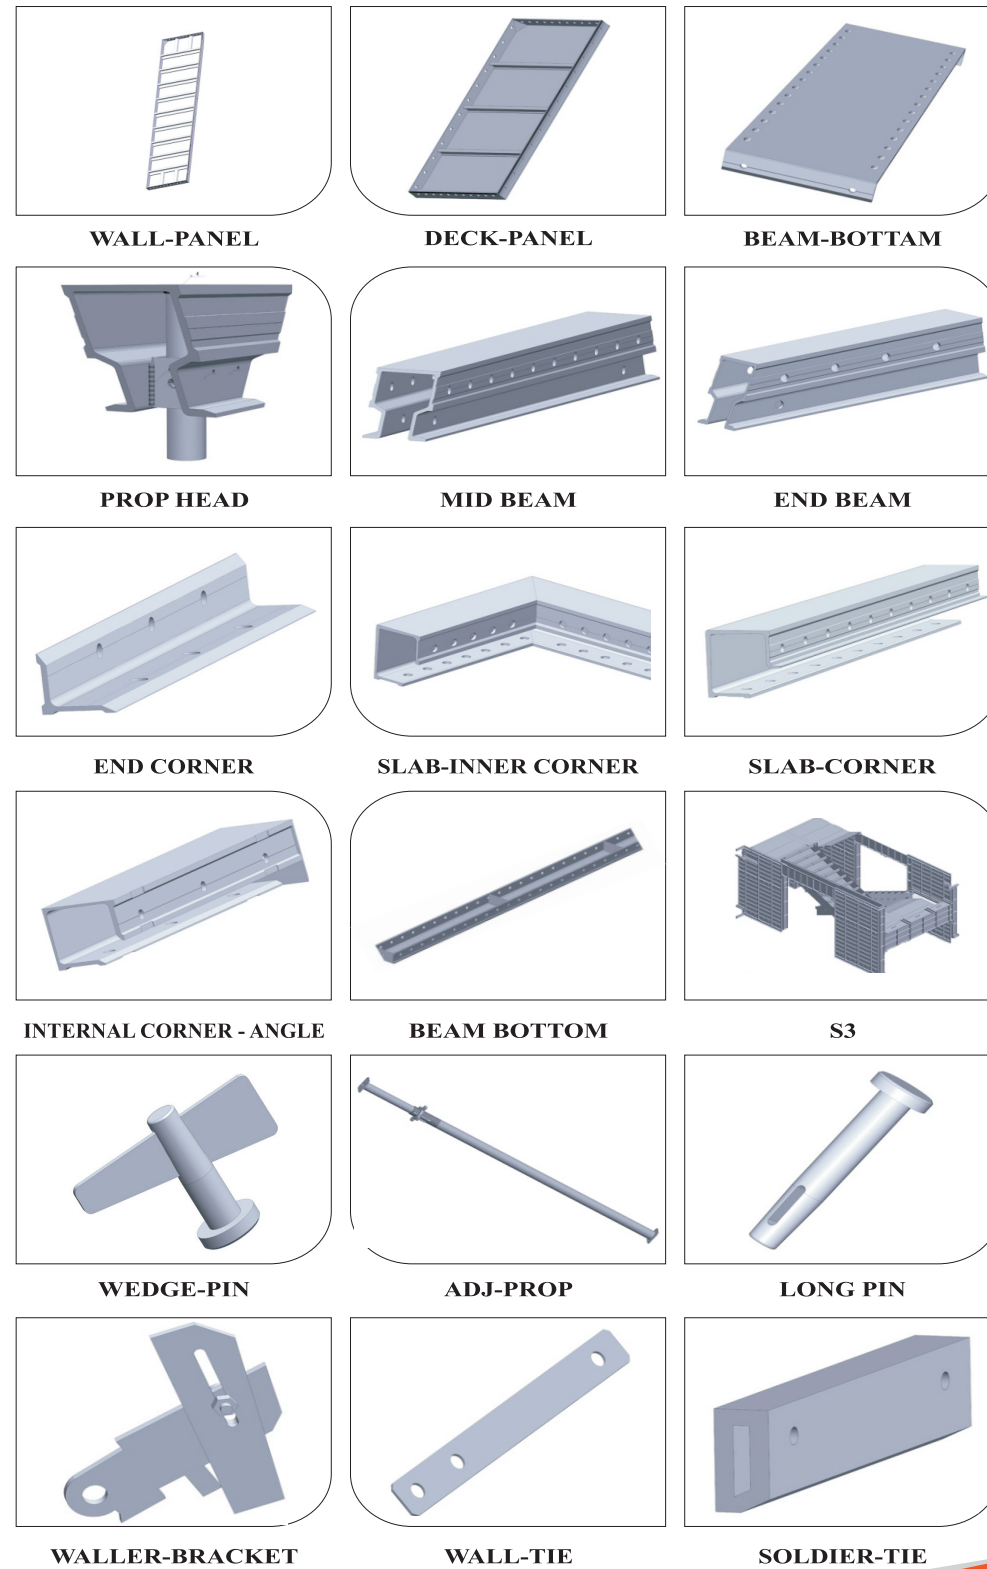 WALL-PANEL
DECK-PANEL
BEAM-BOTTAM
PROP HEAD
MID BEAM
END BEAM
END CORNER
SLAB-INNER CORNER
SLAB-CORNER
INTERNAL CORNER - ANGLE
BEAM BOTTOM
S3
WEDGE-PIN
ADJ-PROP
LONG PIN
WALLER-BRACKET
WALL-TIE
SOLDIER-TIE